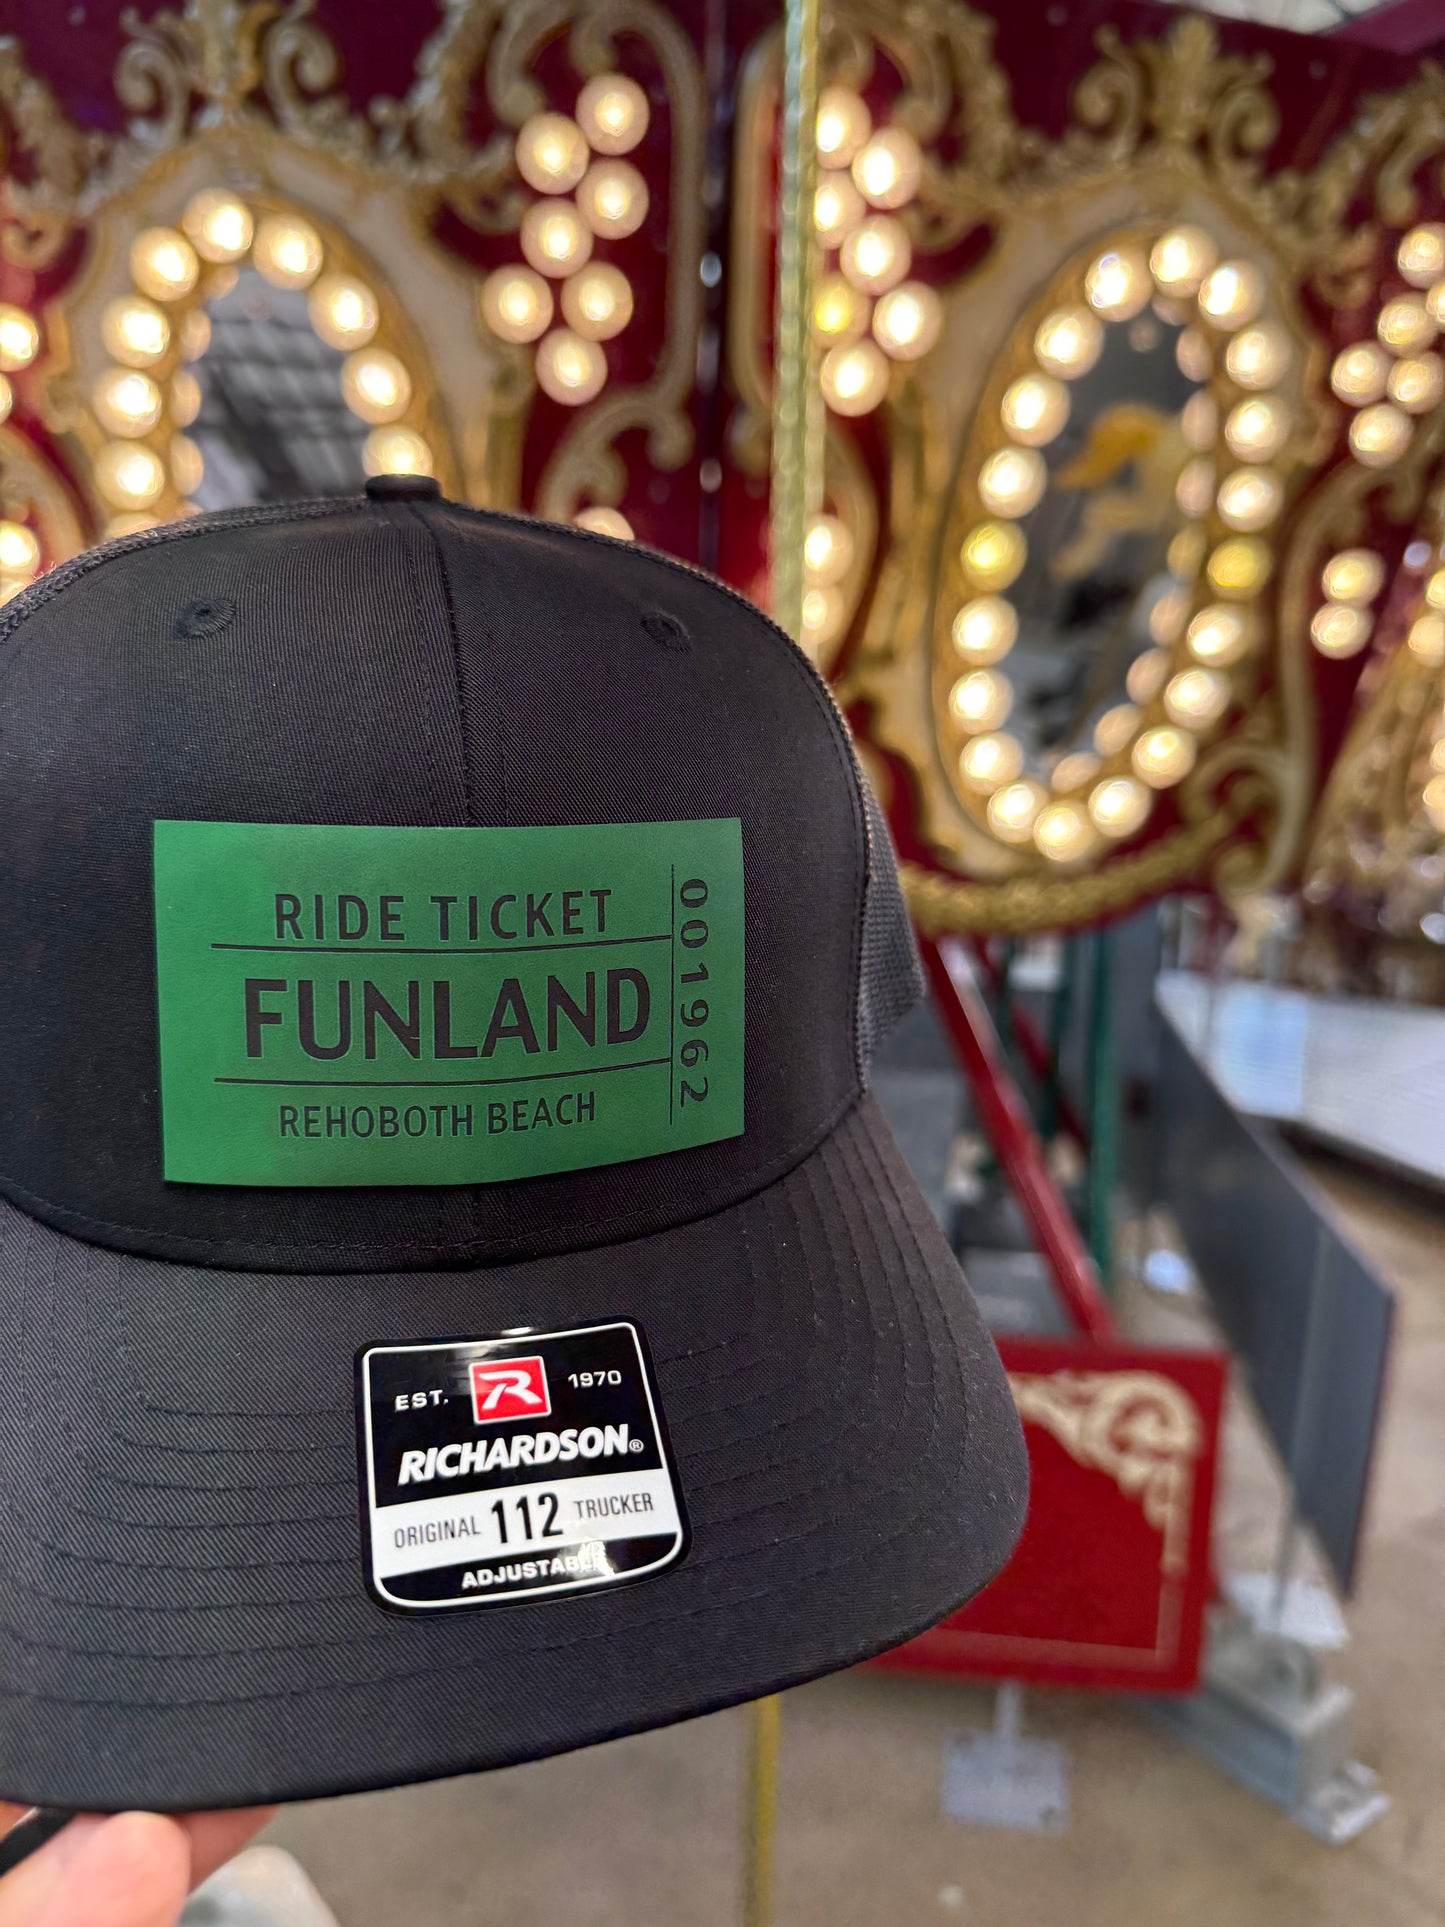 RIDE TICKET
FUNLAND
REHOBOTH BEACH
001962
EST. R 1970
RICHARDSON®
ORIGINAL 112 TRUCKER
ADJUSTABLE